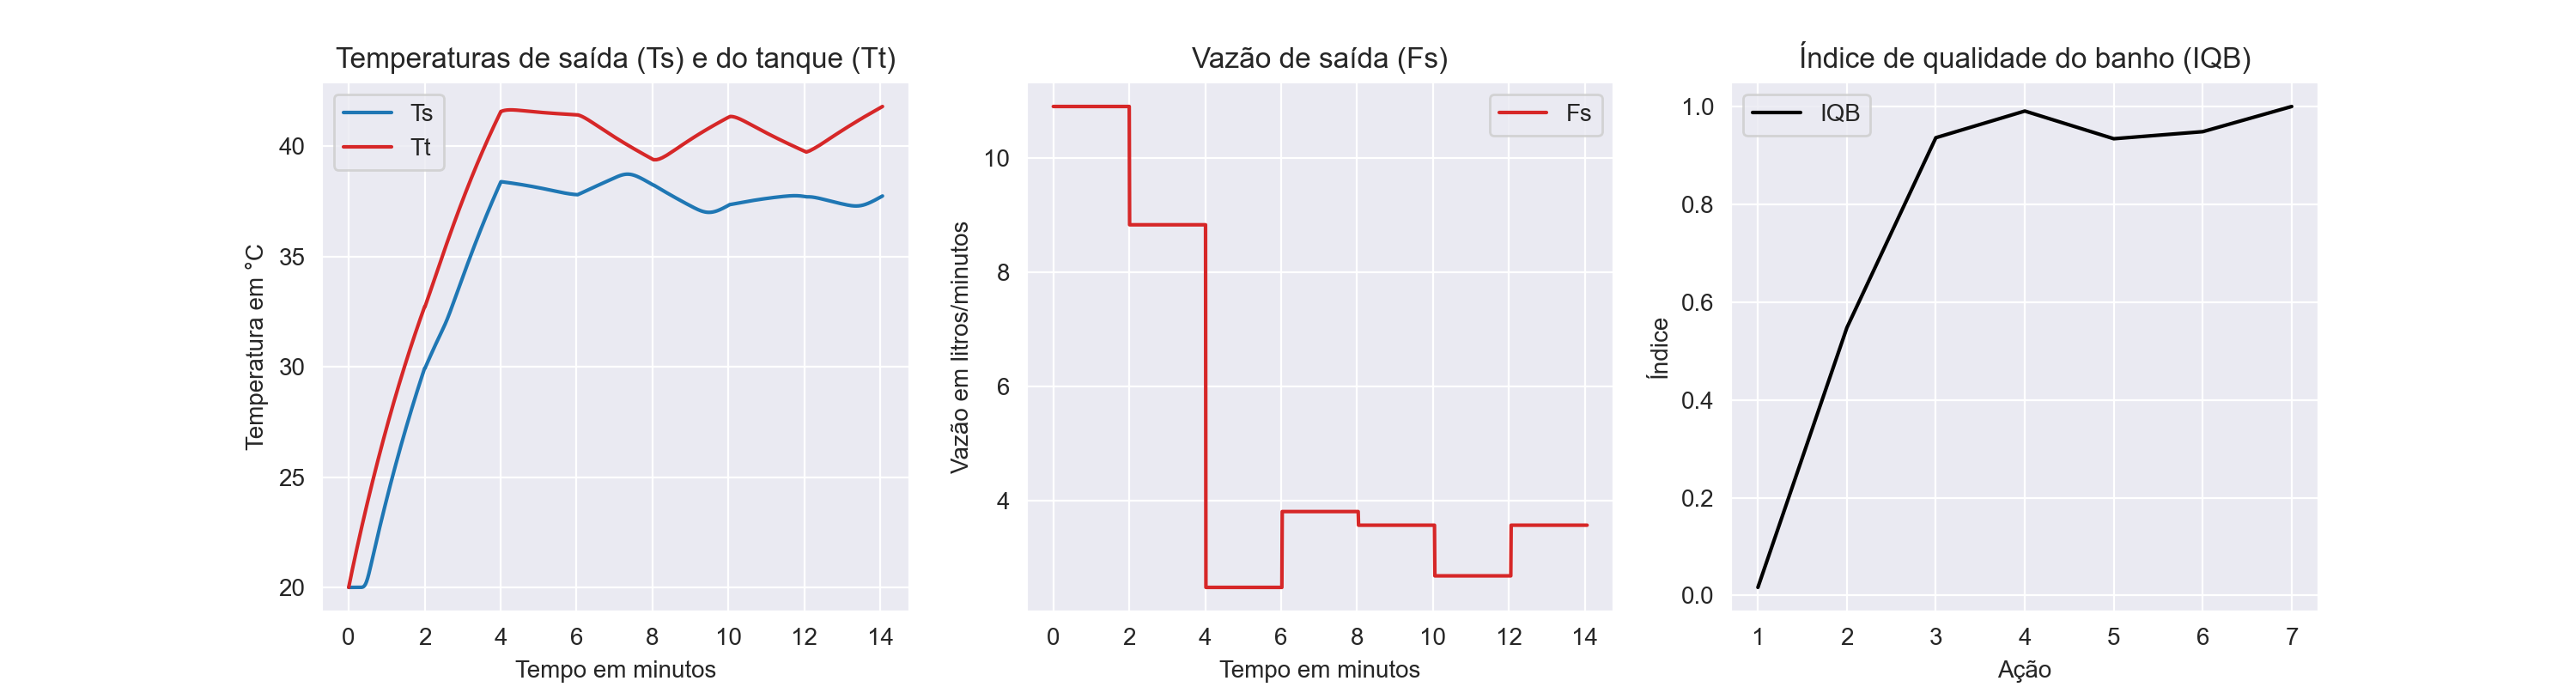 Temperaturas de saída (Ts) e do tanque (Tt)
Ts
Tt
Temperatura em °C
40
35
30
25
20
0 2 4 6 8 10 12 14
Tempo em minutos
Vazão de saída (Fs)
Fs
Vazão em litros/minutos
10
8
6
4
0 2 4 6 8 10 12 14
Tempo em minutos
Índice de qualidade do banho (IQB)
IQB
Índice
1.0
0.8
0.6
0.4
0.2
0.0
1 2 3 4 5 6 7
Ação